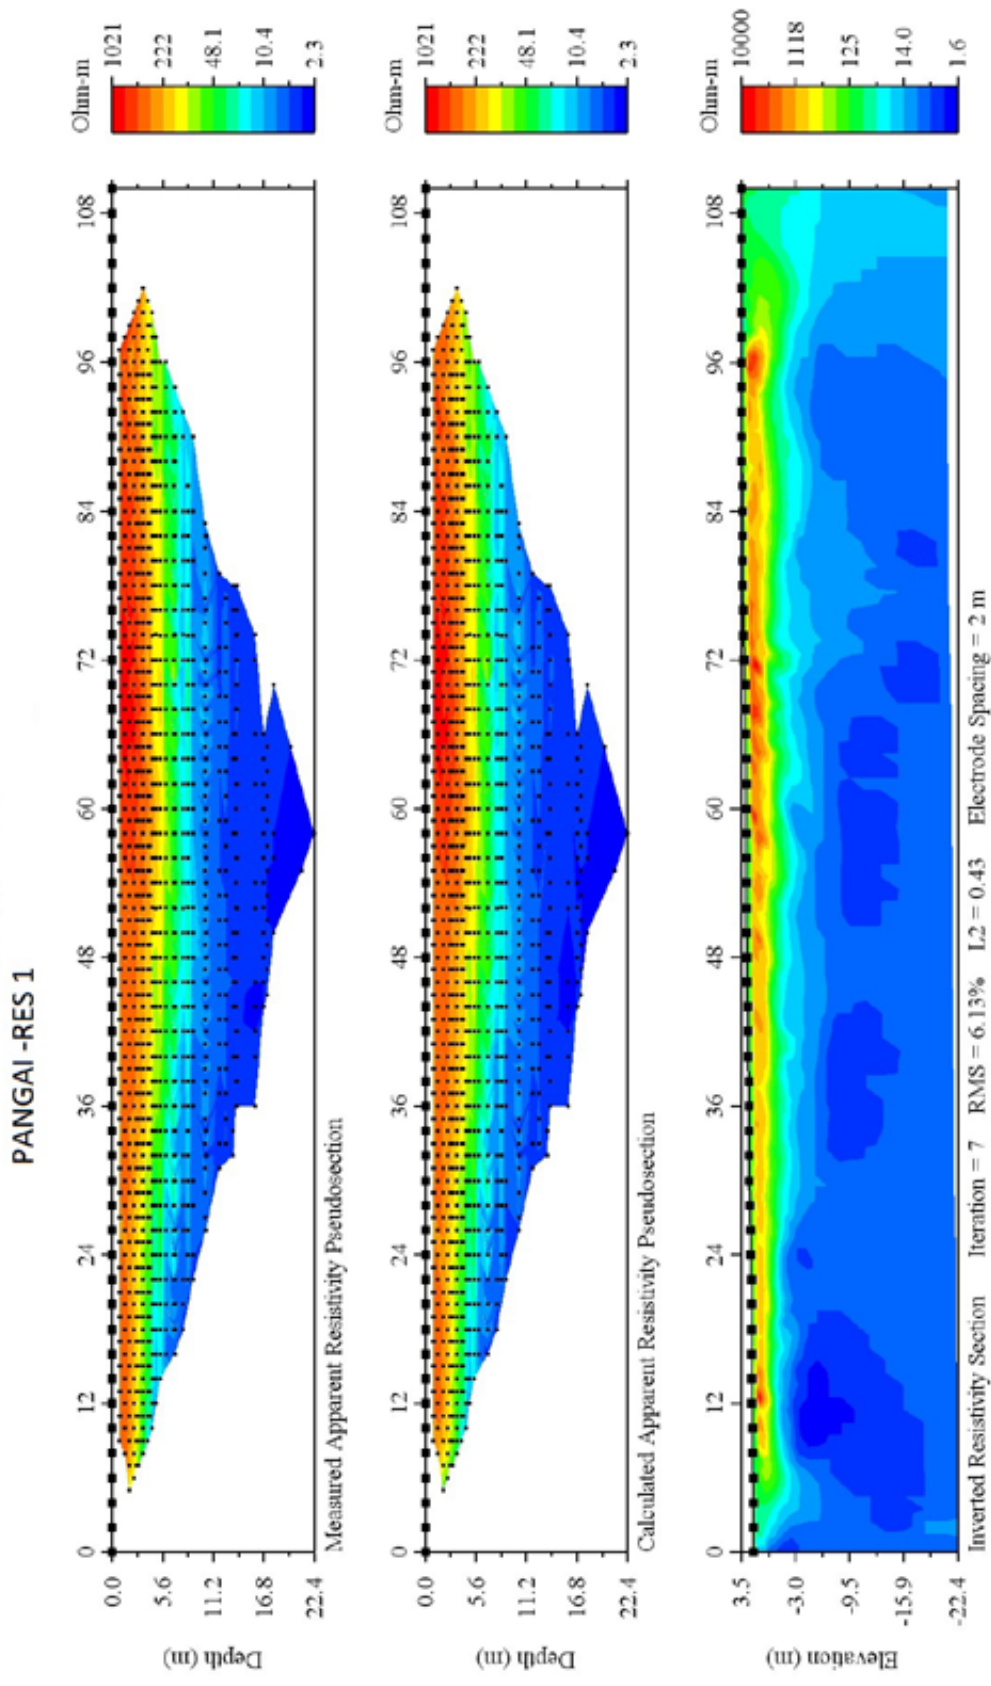 PANGAI -RES 1
0 12 24 36 48 60 72 84 96 108
Ohm-m
Depth (m)
0.0
5.6
11.2
16.8
22.4
1021
222
48.1
10.4
2.3
Measured Apparent Resistivity Pseudosection
0 12 24 36 48 60 72 84 96 108
Ohm-m
Depth (m)
0.0
5.6
11.2
16.8
22.4
1021
222
48.1
10.4
2.3
Calculated Apparent Resistivity Pseudosection
0 12 24 36 48 60 72 84 96 108
Ohm-m
Elevation (m)
3.5
-3.0
-9.5
-15.9
-22.4
10000
1118
125
14.0
1.6
Inverted Resistivity Section Iteration = 7 RMS = 6.13% L2 = 0.43 Electrode Spacing = 2 m